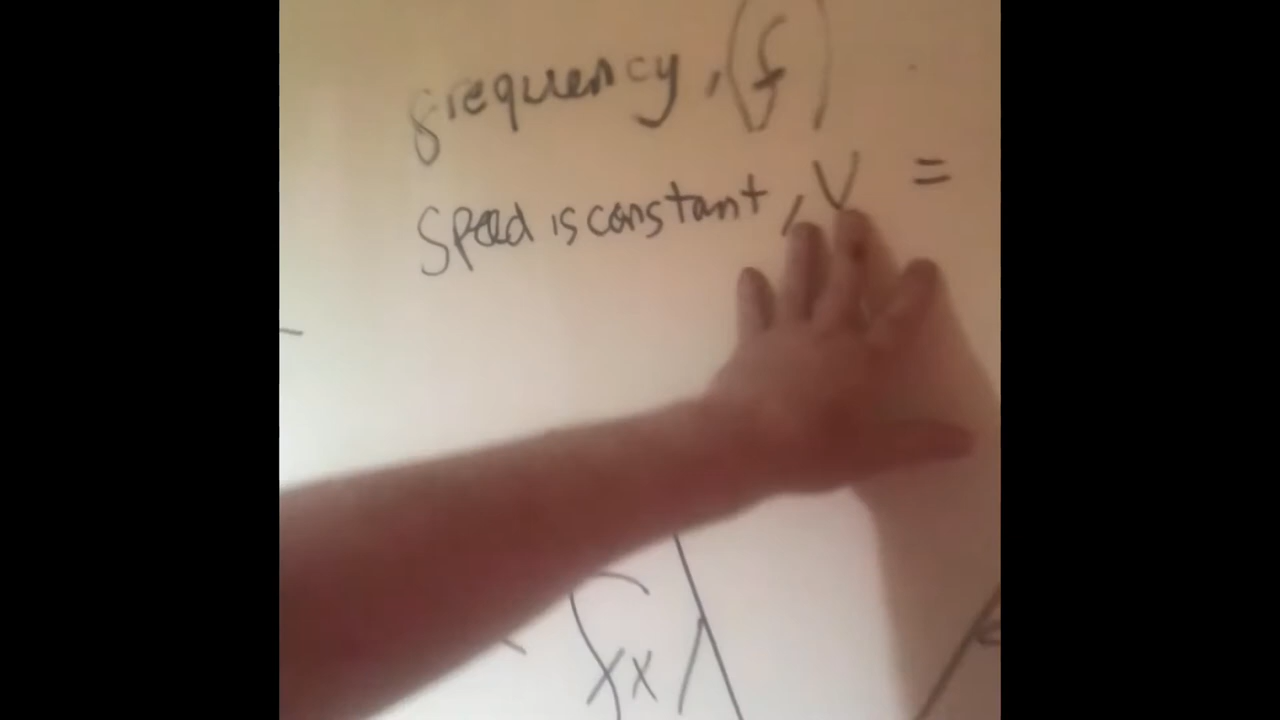 frequency, (f)
Speed is constant, V =
f x λ